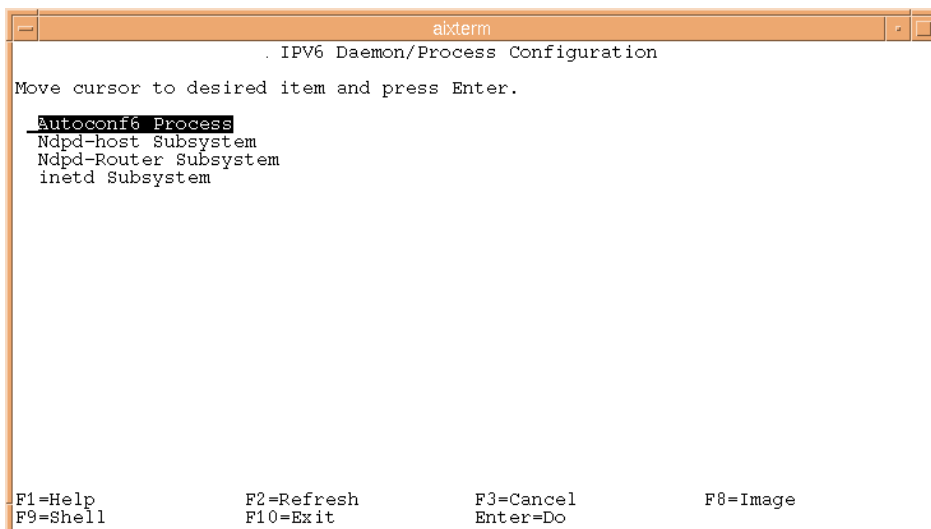 aixterm
. IPV6 Daemon/Process Configuration
Move cursor to desired item and press Enter.
Autoconf6 Process
Ndpd-host Subsystem
Ndpd-Router Subsystem
inetd Subsystem
F1=Help F2=Refresh F3=Cancel F8=Image
F9=Shell F10=Exit Enter=Do